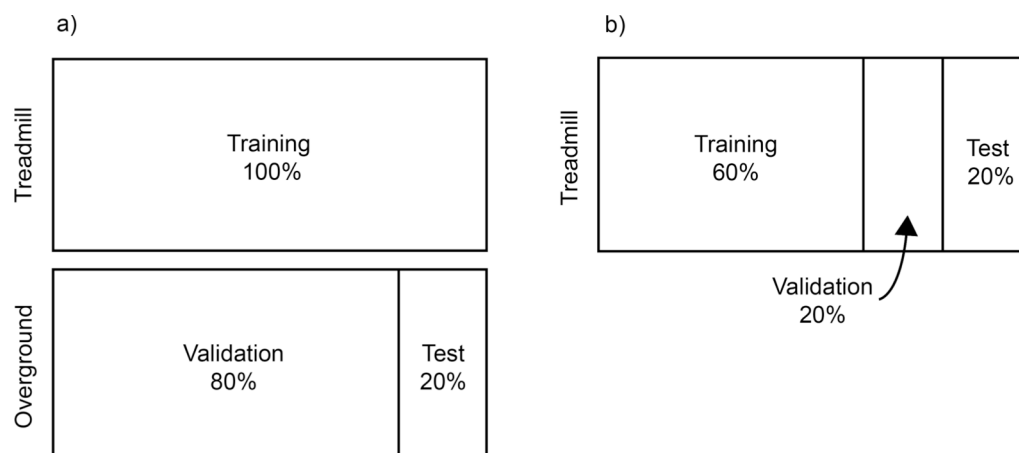 a)
Treadmill
Training
100%
Overground
Validation
80%
Test
20%
b)
Treadmill
Training
60%
Test
20%
Validation
20%